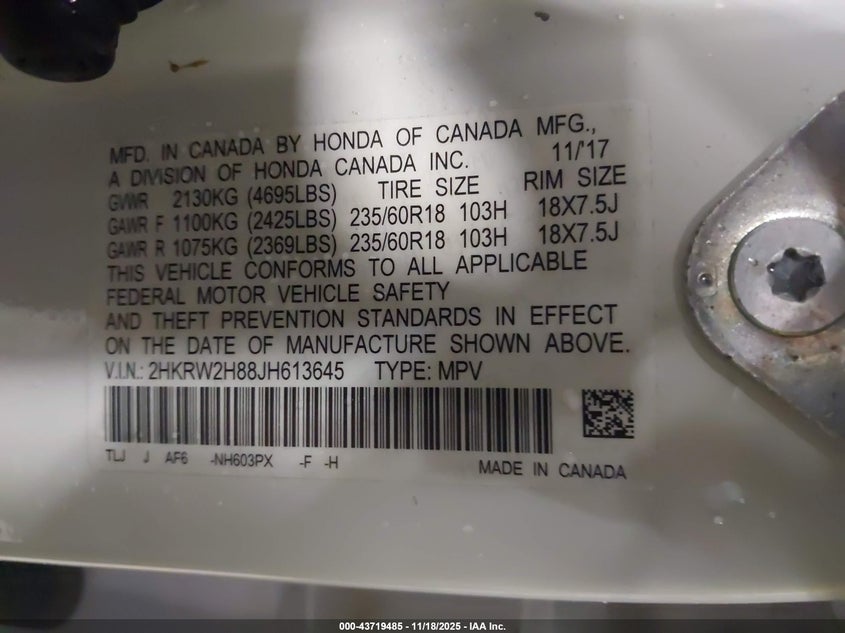 MFD. IN CANADA BY HONDA OF CANADA MFG.,
A DIVISION OF HONDA CANADA INC. 11/'17
GVWR 2130KG (4695LBS) TIRE SIZE RIM SIZE
GAWR F 1100KG (2425LBS) 235/60R18 103H 18X7.5J
GAWR R 1075KG (2369LBS) 235/60R18 103H 18X7.5J
THIS VEHICLE CONFORMS TO ALL APPLICABLE
FEDERAL MOTOR VEHICLE SAFETY
AND THEFT PREVENTION STANDARDS IN EFFECT
ON THE DATE OF MANUFACTURE SHOWN ABOVE.
V.I.N.: 2HKRW2H88JH613645 TYPE: MPV
TLJ J AF6 -NH603PX -F -H MADE IN CANADA
000-43719485 - 11/18/2025 - IAA Inc.